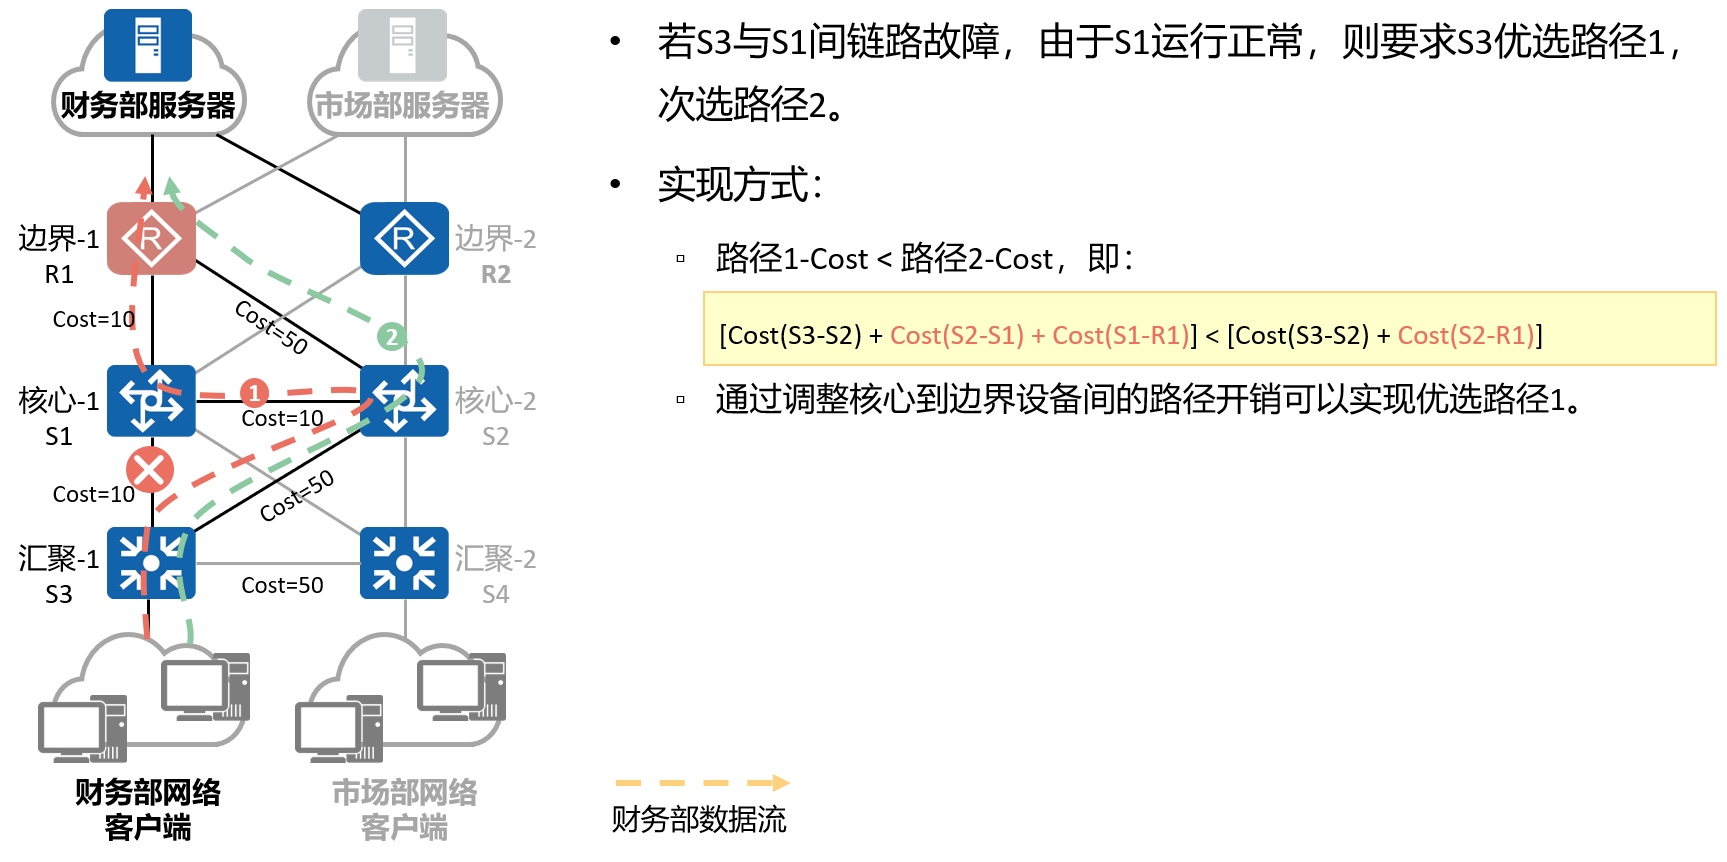 财务部服务器
市场部服务器
边界-1
R1
R
R
边界-2
R2
Cost=10
Cost=50
2
核心-1
S1
1
Cost=10
核心-2
S2
Cost=10
Cost=50
汇聚-1
S3
Cost=50
汇聚-2
S4
财务部网络
客户端
市场部网络
客户端
• 若S3与S1间链路故障，由于S1运行正常，则要求S3优选路径1，
次选路径2。
• 实现方式：
▫ 路径1-Cost < 路径2-Cost，即：
[Cost(S3-S2) + Cost(S2-S1) + Cost(S1-R1)] < [Cost(S3-S2) + Cost(S2-R1)]
▫ 通过调整核心到边界设备间的路径开销可以实现优选路径1。
财务部数据流